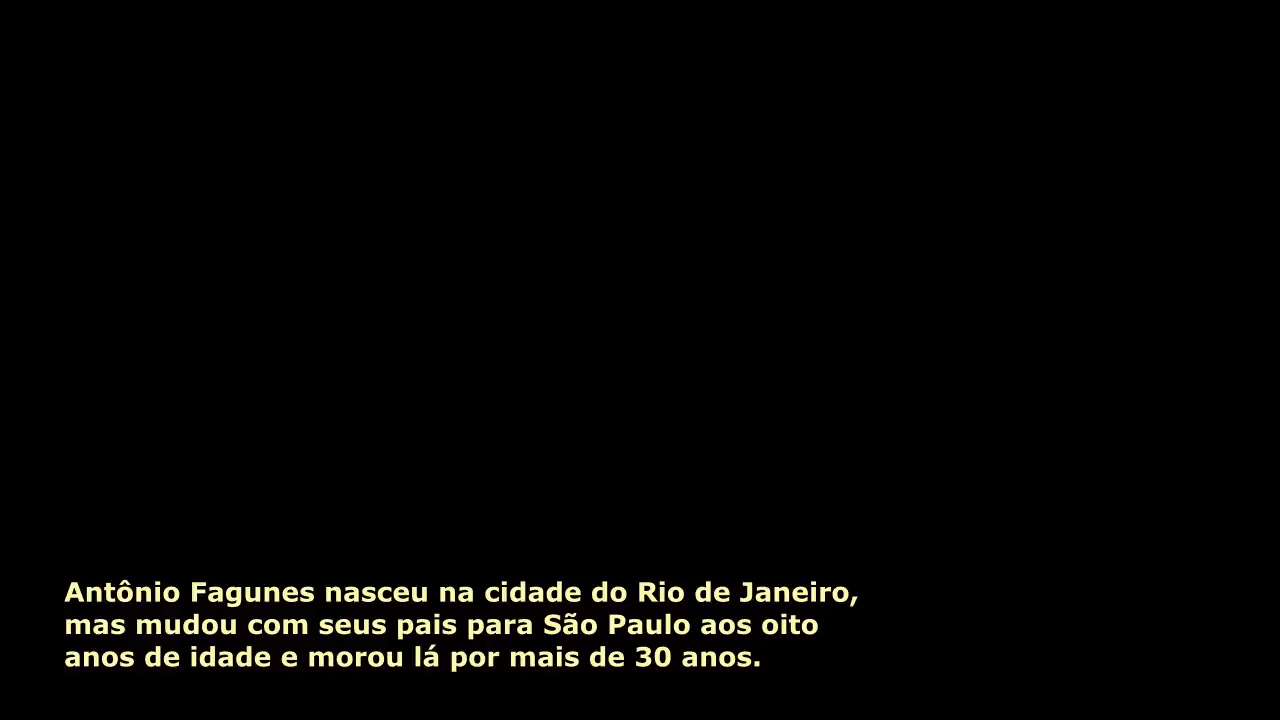 Antônio Fagunes nasceu na cidade do Rio de Janeiro,
mas mudou com seus pais para São Paulo aos oito
anos de idade e morou lá por mais de 30 anos.